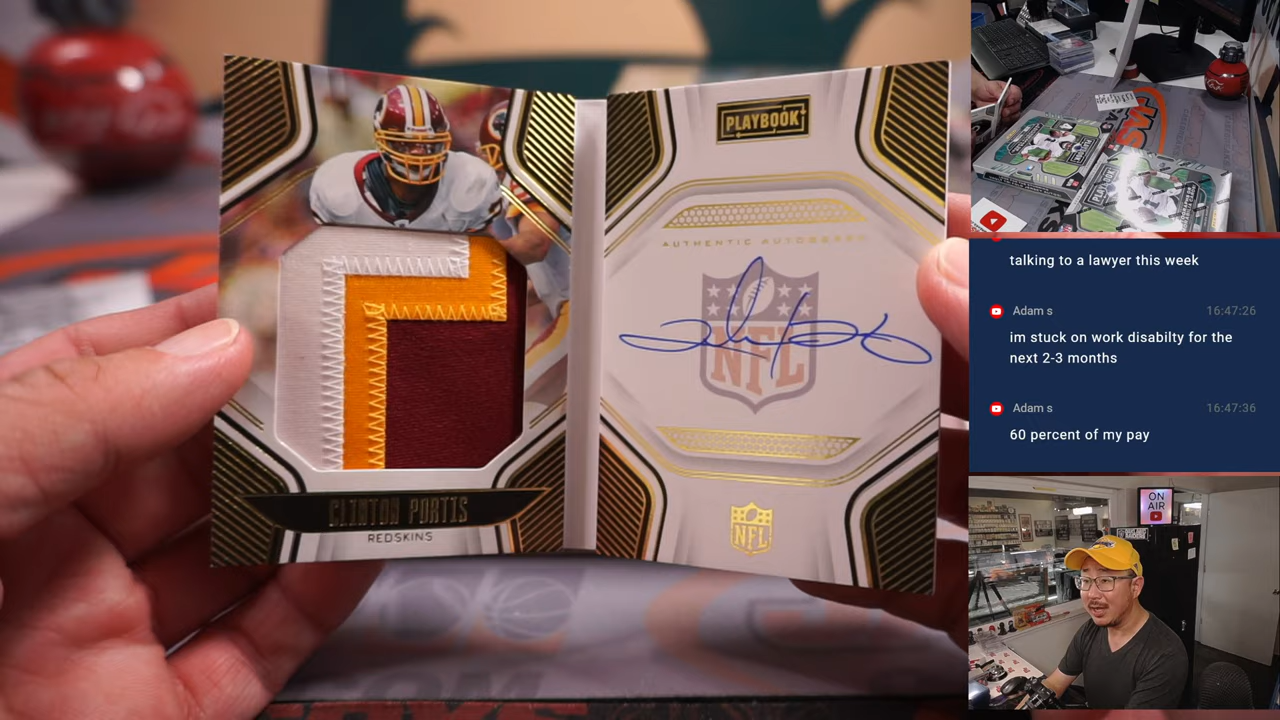 PLAYBOOK
AUTHENTIC AUTOGRAPH
NFL
CLINTON PORTIS
REDSKINS
NFL
talking to a lawyer this week
Adam s 16:47:26
im stuck on work disabilty for the
next 2-3 months
Adam s 16:47:36
60 percent of my pay
ON
AIR